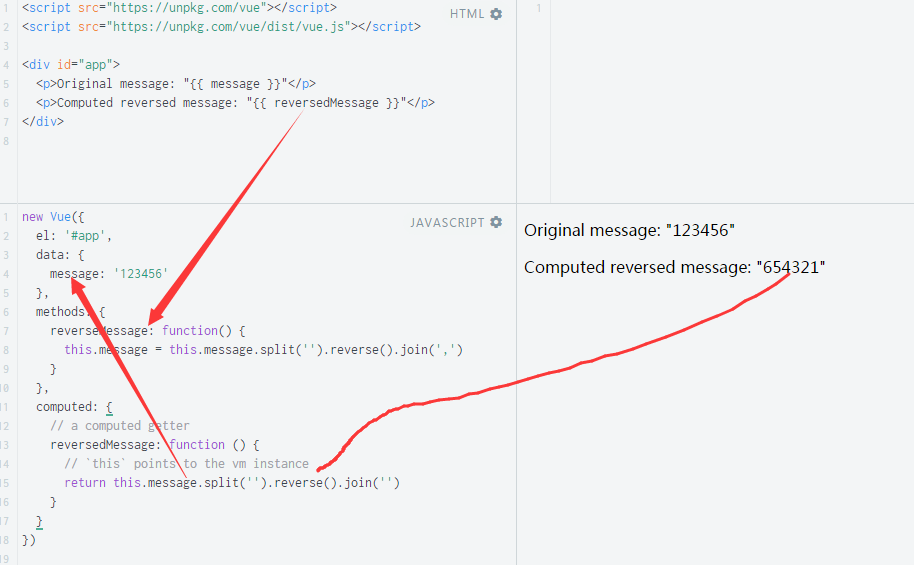 1 <script src="https://unpkg.com/vue"></script>
HTML
1
2 <script src="https://unpkg.com/vue/dist/vue.js"></script>
3
4 <div id="app">
5 <p>Original message: "{{ message }}"</p>
6 <p>Computed reversed message: "{{ reversedMessage }}"</p>
7 </div>
8
1 new Vue({
JAVASCRIPT
2 el: '#app',
3 data: {
4 message: '123456'
5 },
6 methods: {
7 reverseMessage: function() {
8 this.message = this.message.split('').reverse().join(',')
9 }
10 },
11 computed: {
12 // a computed getter
13 reversedMessage: function () {
14 // `this` points to the vm instance
15 return this.message.split('').reverse().join('')
16 }
17 }
18 })
19
Original message: "123456"
Computed reversed message: "654321"